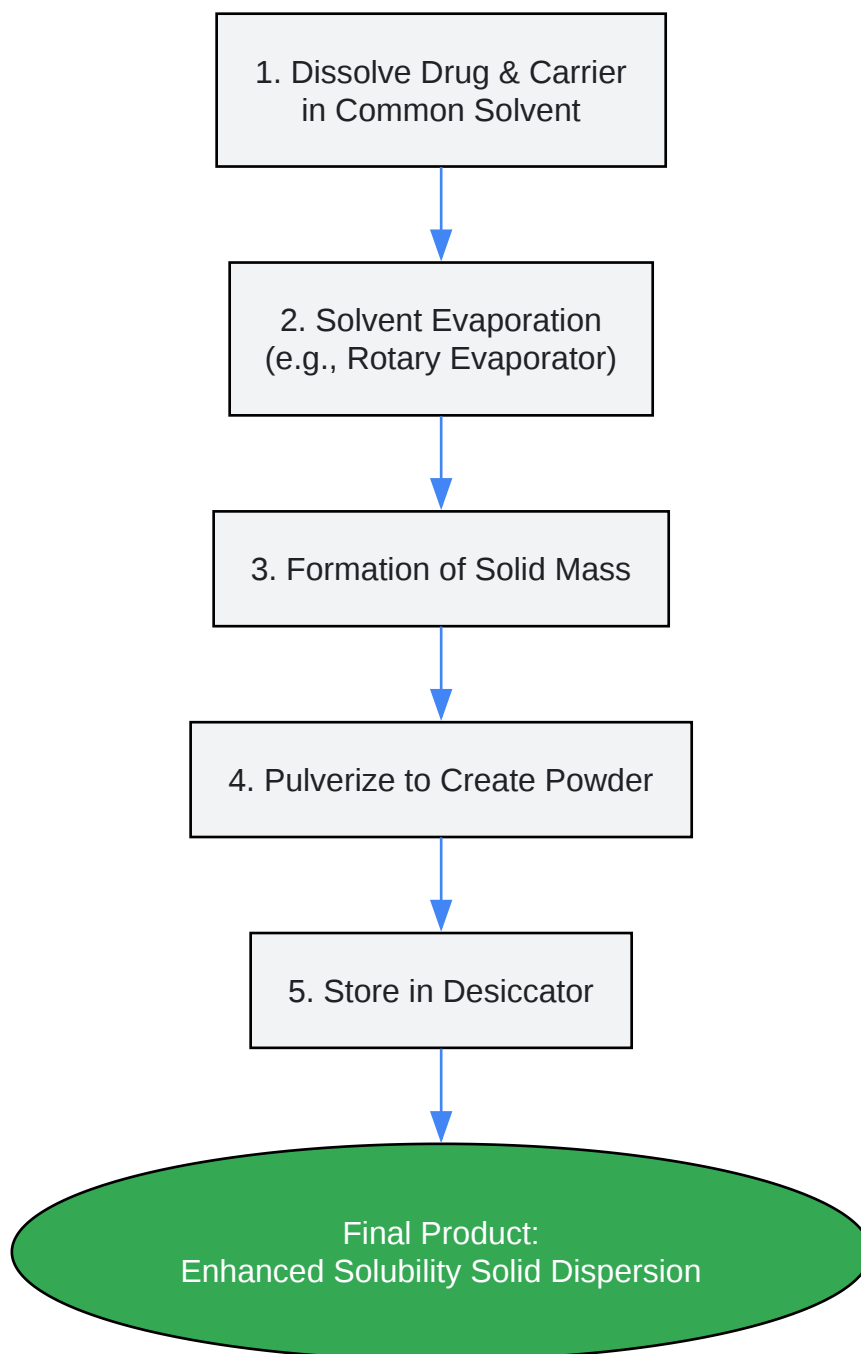 1. Dissolve Drug & Carrier
in Common Solvent
2. Solvent Evaporation
(e.g., Rotary Evaporator)
3. Formation of Solid Mass
4. Pulverize to Create Powder
5. Store in Desiccator
Final Product:
Enhanced Solubility Solid Dispersion